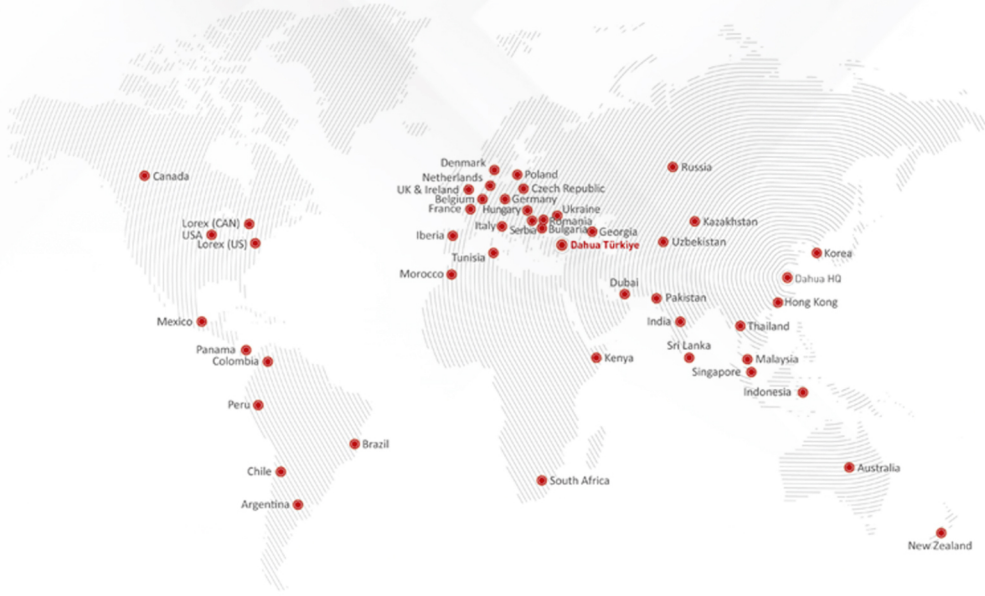 Denmark
Russia
Poland
Canada
Netherlands
UK & Ireland
Czech Republic
Belgium
Germany
France
Hungary
Ukraine
Romania
Lorex (CAN)
Kazakhstan
Italy
Serbia
Bulgaria
Georgia
USA
Iberia
Lorex (US)
Dahua Türkiye
Uzbekistan
Korea
Tunisia
Morocco
Dahua HQ
Dubai
Pakistan
Hong Kong
Mexico
India
Thailand
Sri Lanka
Panama
Colombia
Kenya
Malaysia
Singapore
Indonesia
Peru
Brazil
Chile
Australia
South Africa
Argentina
New Zealand